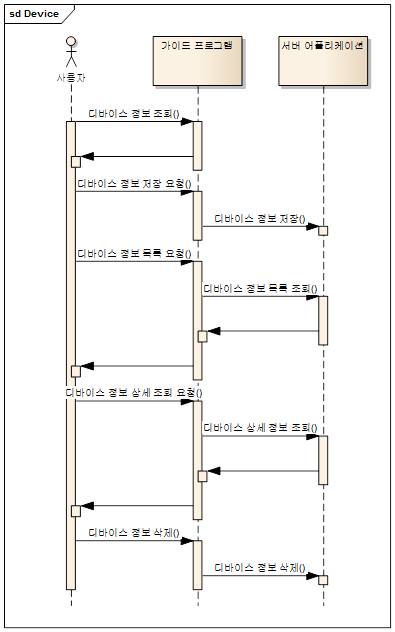 sd Device
가이드 프로그램
서버 어플리케이션
사용자
디바이스 정보 조회()
디바이스 정보 저장 요청()
디바이스 정보 저장()
디바이스 정보 목록 요청()
디바이스 정보 목록 조회()
디바이스 정보 상세 조회 요청()
디바이스 상세 정보 조회()
디바이스 정보 삭제()
디바이스 정보 삭제()